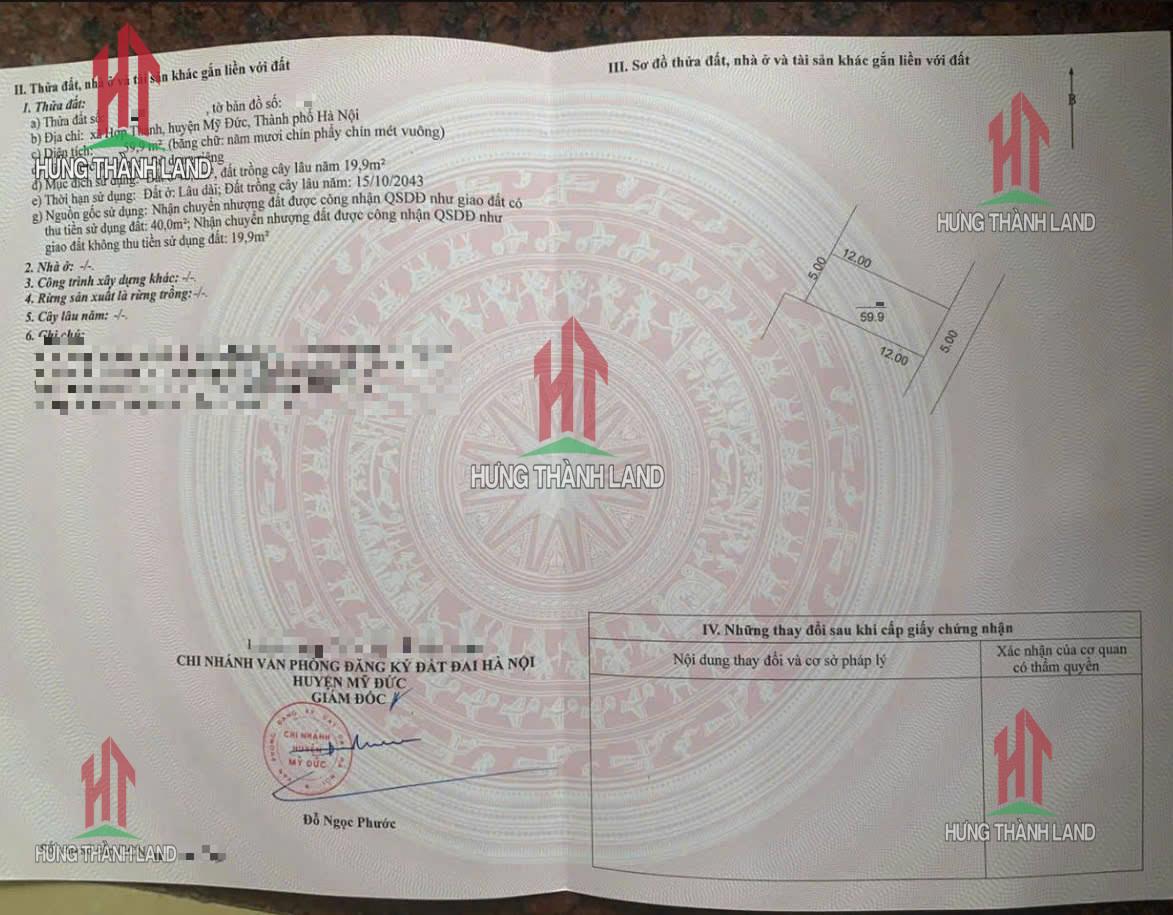 II. Thửa đất, nhà ở và tài sản khác gắn liền với đất
1. Thửa đất:
a) Thửa đất số: , tờ bản đồ số:
b) Địa chỉ: xã Hợp Thanh, huyện Mỹ Đức, Thành phố Hà Nội
c) Diện tích: 59,9 m² (bằng chữ: năm mươi chín phẩy chín mét vuông)
HƯNG THÀNH LAND
đ) Mục đích sử dụng: , đất trồng cây lâu năm 19,9m²
e) Thời hạn sử dụng: Đất ở: Lâu dài; Đất trồng cây lâu năm: 15/10/2043
g) Nguồn gốc sử dụng: Nhận chuyển nhượng đất được công nhận QSDĐ như giao đất có
thu tiền sử dụng đất: 40,0m²; Nhận chuyển nhượng đất được công nhận QSDĐ như
giao đất không thu tiền sử dụng đất: 19,9m²
2. Nhà ở: -/-.
3. Công trình xây dựng khác: -/-.
4. Rừng sản xuất là rừng trồng: -/-.
5. Cây lâu năm: -/-.
6. Ghi chú:
HƯNG THÀNH LAND
CHI NHÁNH VĂN PHÒNG ĐĂNG KÝ ĐẤT ĐAI HÀ NỘI
HUYỆN MỸ ĐỨC
GIÁM ĐỐC
CHI NHÁNH
HUYỆN
MỸ ĐỨC
Đỗ Ngọc Phước
HƯNG THÀNH LAND
III. Sơ đồ thửa đất, nhà ở và tài sản khác gắn liền với đất
B
HƯNG THÀNH LAND
5.00
12.00
59.9
12.00
5.00
IV. Những thay đổi sau khi cấp giấy chứng nhận
Nội dung thay đổi và cơ sở pháp lý
Xác nhận của cơ quan
có thẩm quyền
HƯNG THÀNH LAND